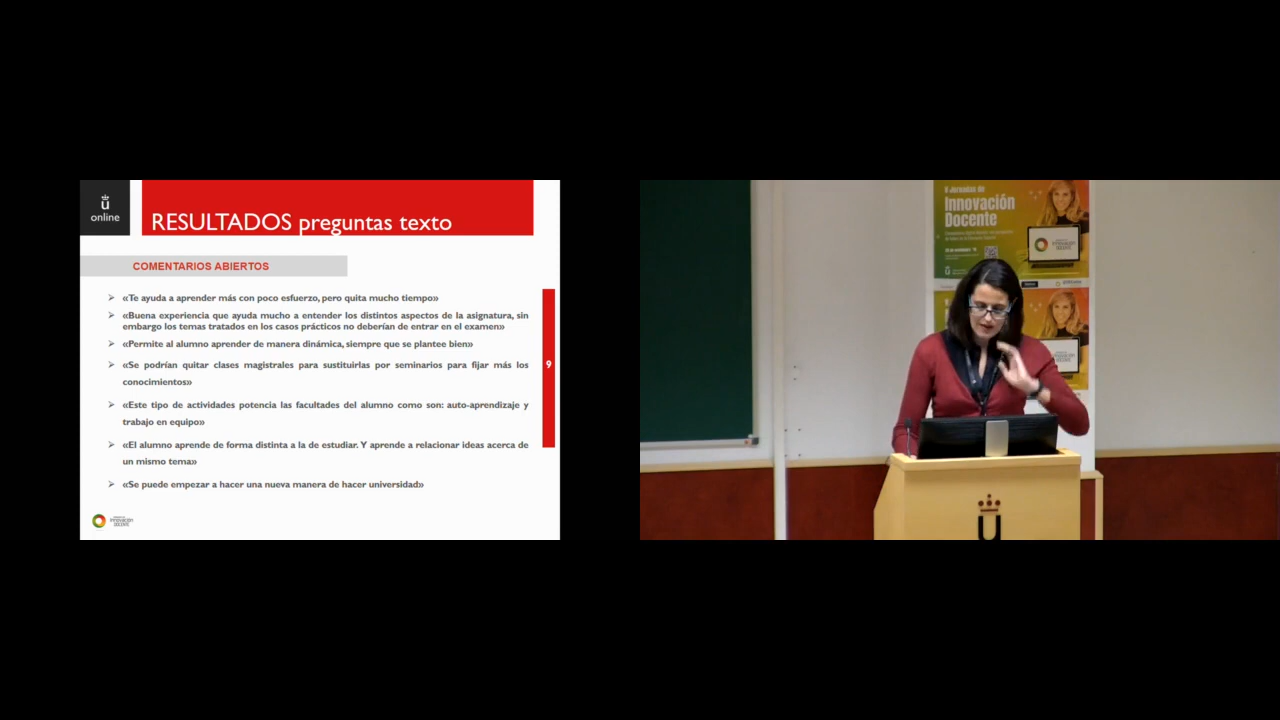 ü
online
RESULTADOS preguntas texto
COMENTARIOS ABIERTOS
«Te ayuda a aprender más con poco esfuerzo, pero quita mucho tiempo»
«Buena experiencia que ayuda mucho a entender los distintos aspectos de la asignatura, sin
embargo los temas tratados en los casos prácticos no deberían de entrar en el examen»
«Permite al alumno aprender de manera dinámica, siempre que se plantee bien»
«Se podrían quitar clases magistrales para sustituirlas por seminarios para fijar más los
conocimientos»
«Este tipo de actividades potencia las facultades del alumno como son: auto-aprendizaje y
trabajo en equipo»
«El alumno aprende de forma distinta a la de estudiar. Y aprende a relacionar ideas acerca de
un mismo tema»
«Se puede empezar a hacer una nueva manera de hacer universidad»
9
innovación
docente
V Jornadas de
Innovación
Docente
U